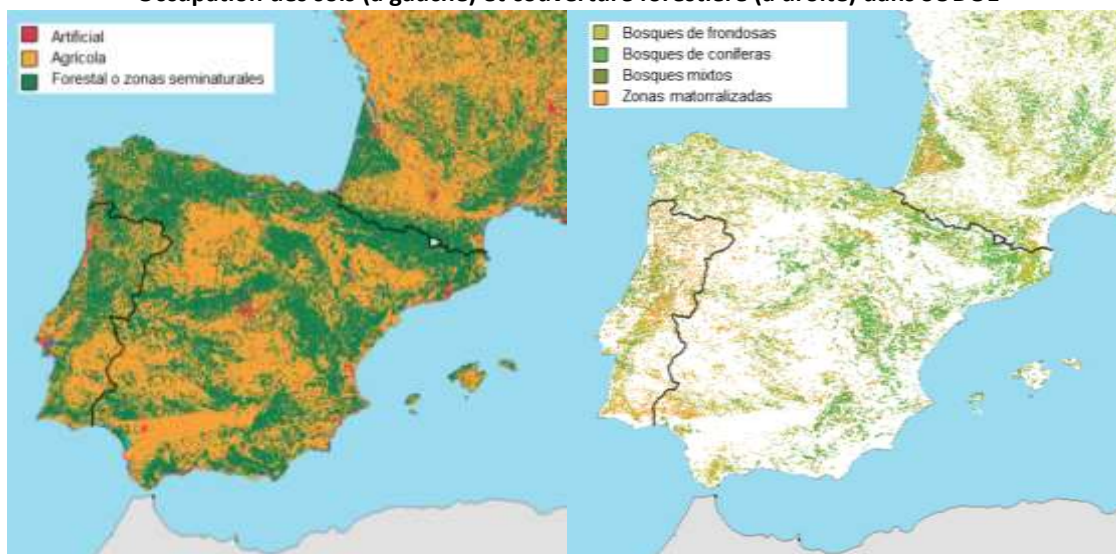 Occupation des sols (à gauche) et couverture forestière (à droite) dans SUDOE
Artificial
Agrícola
Forestal o zonas seminaturales
Bosques de frondosas
Bosques de coníferas
Bosques mixtos
Zonas matorralizadas